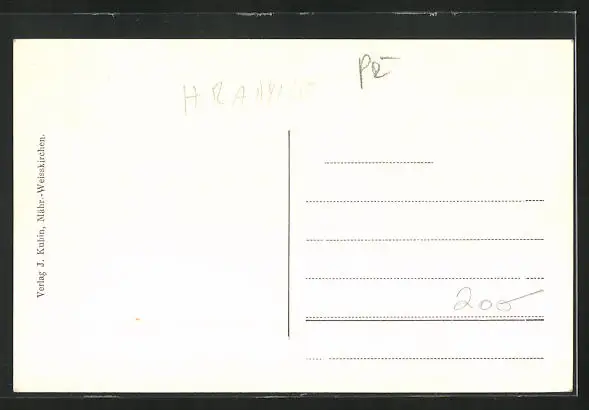 PŘ
HRANICE
Verlag J. Kubin, Mähr.-Weisskirchen.
200